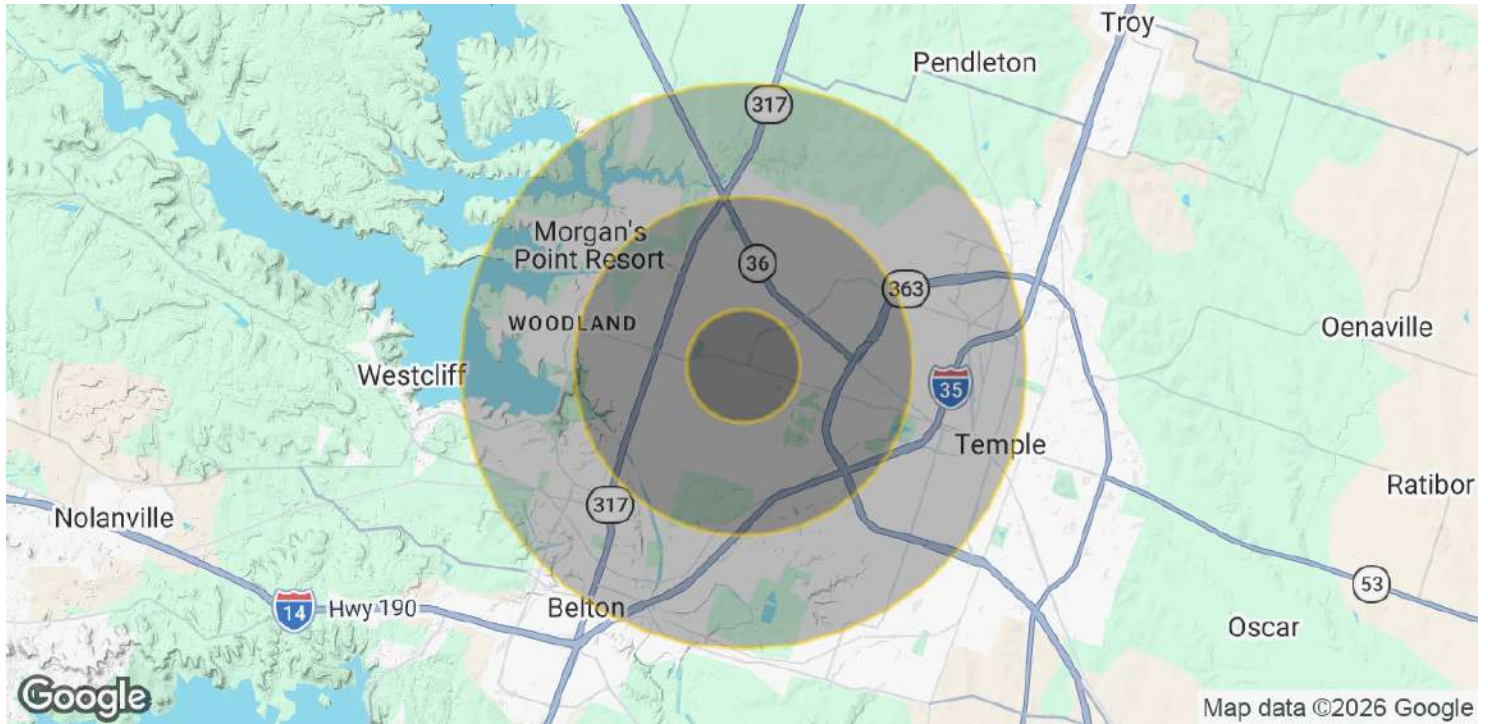 Troy
Pendleton
317
Morgan's
Point Resort
36
363
WOODLAND
Oenaville
Westcliff
35
Temple
Ratibor
317
Nolanville
53
Belton
14
Hwy 190
Oscar
Google
Map data ©2026 Google